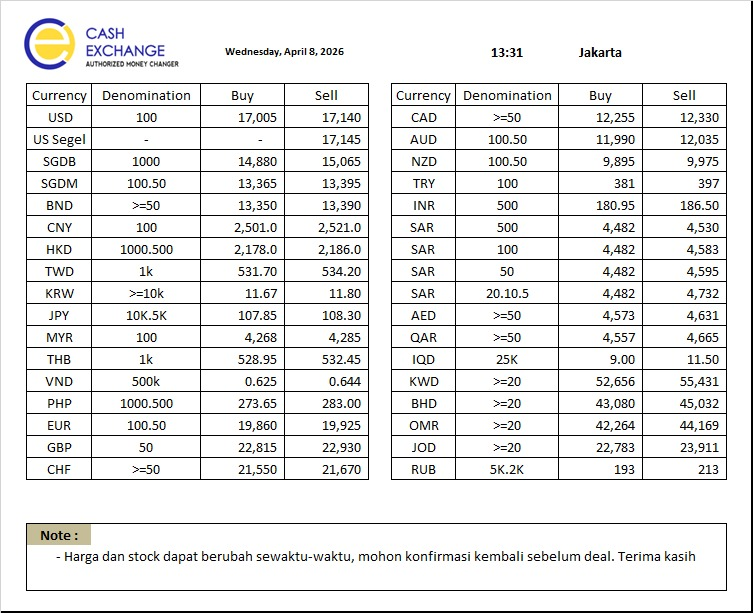 CASH
EXCHANGE
AUTHORIZED MONEY CHANGER
Wednesday, April 8, 2026 13:31 Jakarta
Currency Denomination Buy Sell
USD 100 17,005 17,140
US Segel - - 17,145
SGDB 1000 14,880 15,065
SGDM 100.50 13,365 13,395
BND >=50 13,350 13,390
CNY 100 2,501.0 2,521.0
HKD 1000.500 2,178.0 2,186.0
TWD 1k 531.70 534.20
KRW >=10k 11.67 11.80
JPY 10K.5K 107.85 108.30
MYR 100 4,268 4,285
THB 1k 528.95 532.45
VND 500k 0.625 0.644
PHP 1000.500 273.65 283.00
EUR 100.50 19,860 19,925
GBP 50 22,815 22,930
CHF >=50 21,550 21,670
Currency Denomination Buy Sell
CAD >=50 12,255 12,330
AUD 100.50 11,990 12,035
NZD 100.50 9,895 9,975
TRY 100 381 397
INR 500 180.95 186.50
SAR 500 4,482 4,530
SAR 100 4,482 4,583
SAR 50 4,482 4,595
SAR 20.10.5 4,482 4,732
AED >=50 4,573 4,631
QAR >=50 4,557 4,665
IQD 25K 9.00 11.50
KWD >=20 52,656 55,431
BHD >=20 43,080 45,032
OMR >=20 42,264 44,169
JOD >=20 22,783 23,911
RUB 5K.2K 193 213
Note :
- Harga dan stock dapat berubah sewaktu-waktu, mohon konfirmasi kembali sebelum deal. Terima kasih